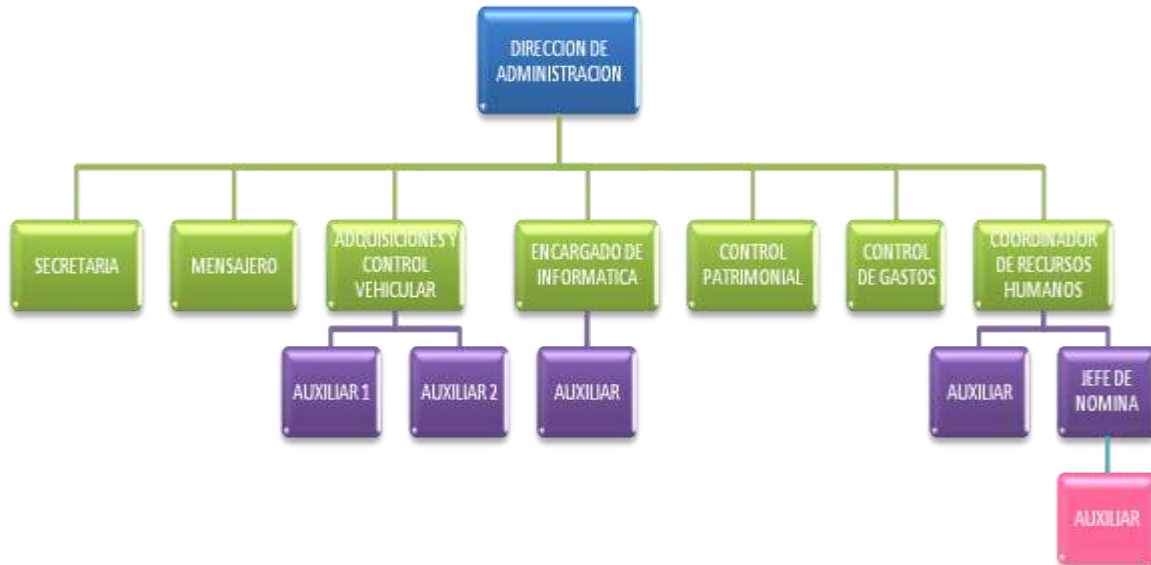 DIRECCION DE
ADMINISTRACION
SECRETARIA
MENSAJERO
ADQUISICIONES Y
CONTROL
VEHICULAR
ENCARGADO DE
INFORMATICA
CONTROL
PATRIMONIAL
CONTROL
DE GASTOS
COORDINADOR
DE RECURSOS
HUMANOS
AUXILIAR 1
AUXILIAR 2
AUXILIAR
AUXILIAR
JEFE DE
NOMINA
AUXILIAR